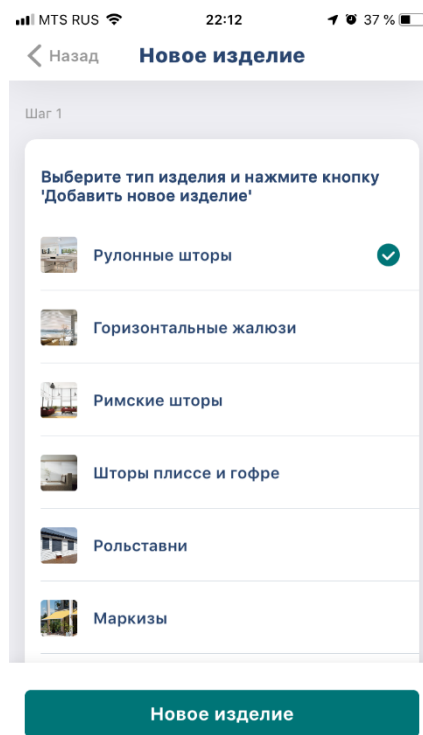 MTS RUS 22:12 37 %
Назад Новое изделие
Шаг 1
Выберите тип изделия и нажмите кнопку
'Добавить новое изделие'
Рулонные шторы
Горизонтальные жалюзи
Римские шторы
Шторы плиссе и гофре
Рольставни
Маркизы
Новое изделие